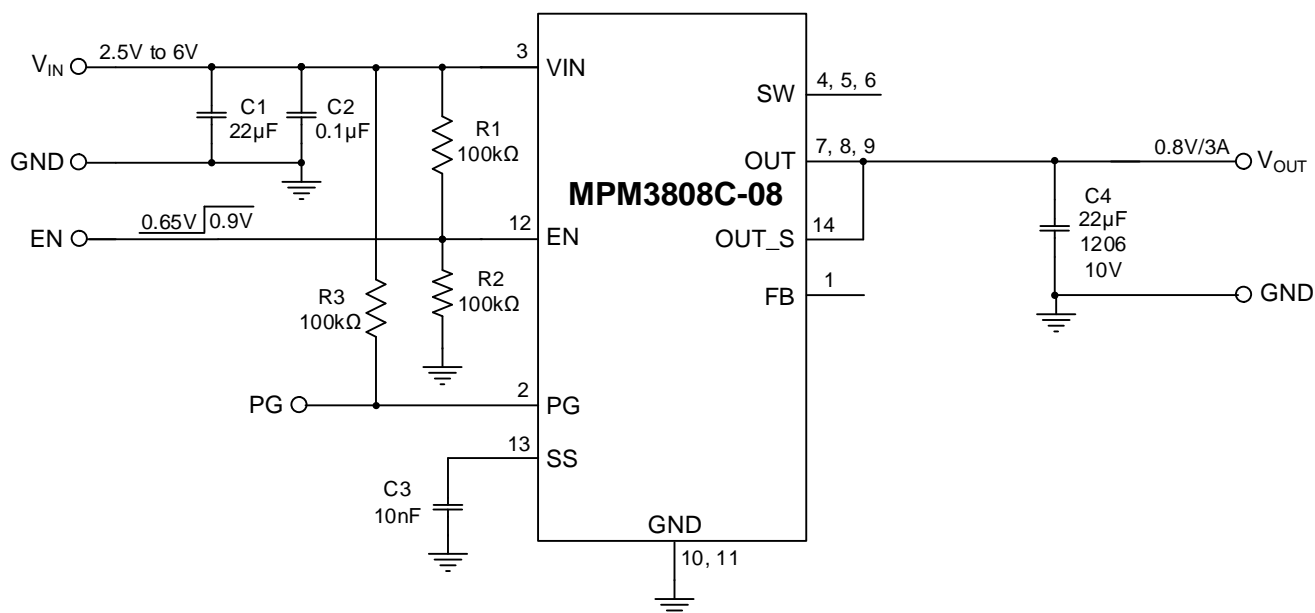 2.5V to 6V
VIN
3
VIN
SW
4, 5, 6
C1
22µF
C2
0.1µF
R1
100kΩ
GND
OUT
7, 8, 9
0.8V/3A
VOUT
MPM3808C-08
0.65V
0.9V
EN
12
EN
OUT_S
14
C4
22µF
1206
10V
R3
100kΩ
R2
100kΩ
FB
1
GND
PG
2
PG
13
SS
C3
10nF
GND
10, 11